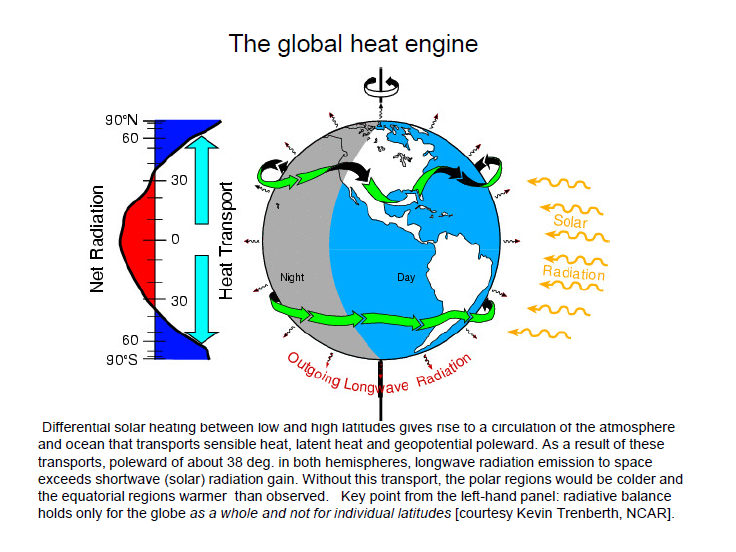 The global heat engine
90°N
60
30
0
30
60
90°S
Net Radiation
Heat Transport
Night
Day
Solar
Radiation
Outgoing Longwave Radiation
Differential solar heating between low and high latitudes gives rise to a circulation of the atmosphere
and ocean that transports sensible heat, latent heat and geopotential poleward. As a result of these
transports, poleward of about 38 deg. in both hemispheres, longwave radiation emission to space
exceeds shortwave (solar) radiation gain. Without this transport, the polar regions would be colder and
the equatorial regions warmer than observed. Key point from the left-hand panel: radiative balance
holds only for the globe as a whole and not for individual latitudes [courtesy Kevin Trenberth, NCAR].